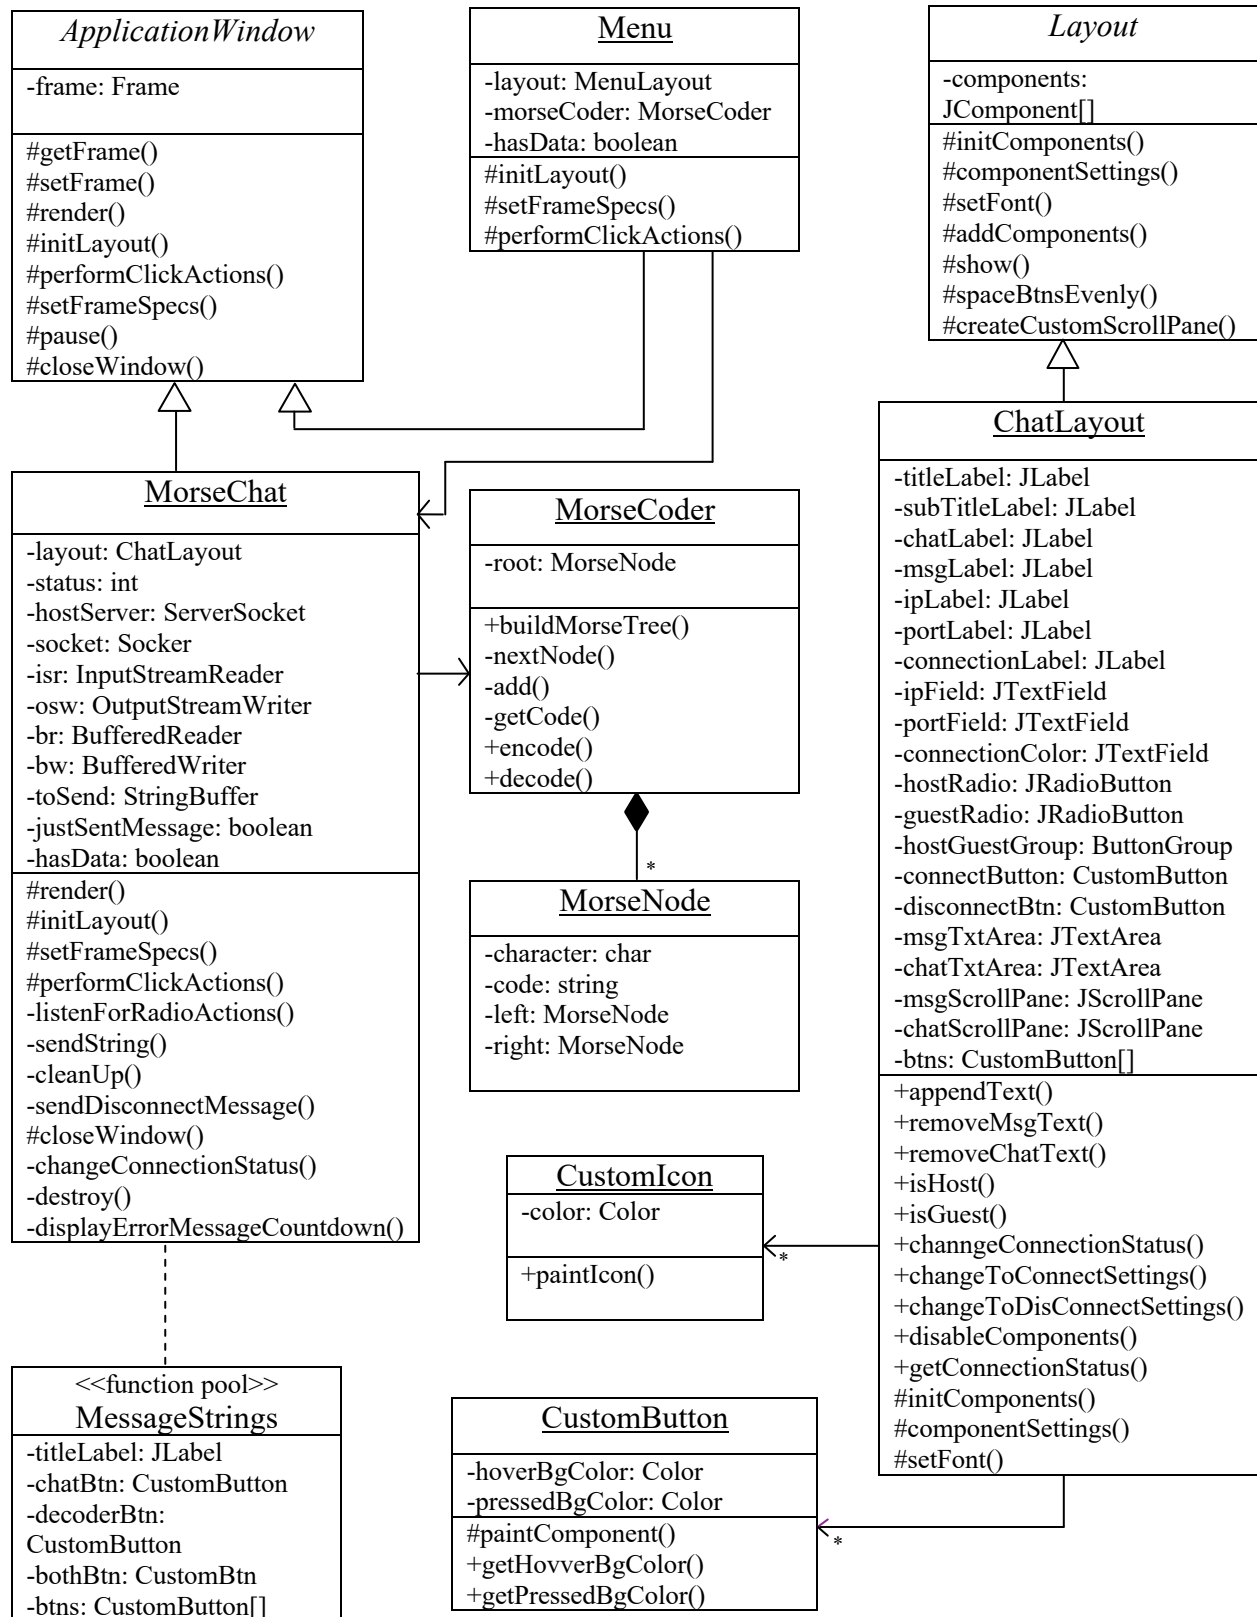 ApplicationWindow
-frame: Frame
#getFrame()
#setFrame()
#render()
#initLayout()
#performClickActions()
#setFrameSpecs()
#pause()
#closeWindow()
Menu
-layout: MenuLayout
-morseCoder: MorseCoder
-hasData: boolean
#initLayout()
#setFrameSpecs()
#performClickActions()
Layout
-components:
JComponent[]
#initComponents()
#componentSettings()
#setFont()
#addComponents()
#show()
#spaceBtnsEvenly()
#createCustomScrollPane()
MorseChat
-layout: ChatLayout
-status: int
-hostServer: ServerSocket
-socket: Socker
-isr: InputStreamReader
-osw: OutputStreamWriter
-br: BufferedReader
-bw: BufferedWriter
-toSend: StringBuffer
-justSentMessage: boolean
-hasData: boolean
#render()
#initLayout()
#setFrameSpecs()
#performClickActions()
-listenForRadioActions()
-sendString()
-cleanUp()
-sendDisconnectMessage()
#closeWindow()
-changeConnectionStatus()
-destroy()
-displayErrorMessageCountdown()
MorseCoder
-root: MorseNode
+buildMorseTree()
-nextNode()
-add()
-getCode()
+encode()
+decode()
*
MorseNode
-character: char
-code: string
-left: MorseNode
-right: MorseNode
ChatLayout
-titleLabel: JLabel
-subTitleLabel: JLabel
-chatLabel: JLabel
-msgLabel: JLabel
-ipLabel: JLabel
-portLabel: JLabel
-connectionLabel: JLabel
-ipField: JTextField
-portField: JTextField
-connectionColor: JTextField
-hostRadio: JRadioButton
-guestRadio: JRadioButton
-hostGuestGroup: ButtonGroup
-connectButton: CustomButton
-disconnectBtn: CustomButton
-msgTxtArea: JTextArea
-chatTxtArea: JTextArea
-msgScrollPane: JScrollPane
-chatScrollPane: JScrollPane
-btns: CustomButton[]
+appendText()
+removeMsgText()
+removeChatText()
+isHost()
+isGuest()
+channgeConnectionStatus()
+changeToConnectSettings()
+changeToDisConnectSettings()
+disableComponents()
+getConnectionStatus()
#initComponents()
#componentSettings()
#setFont()
CustomIcon
-color: Color
+paintIcon()
*
<<function pool>>
MessageStrings
-titleLabel: JLabel
-chatBtn: CustomButton
-decoderBtn:
CustomButton
-bothBtn: CustomBtn
-btns: CustomButton[]
CustomButton
-hoverBgColor: Color
-pressedBgColor: Color
#paintComponent()
+getHovverBgColor()
+getPressedBgColor()
*